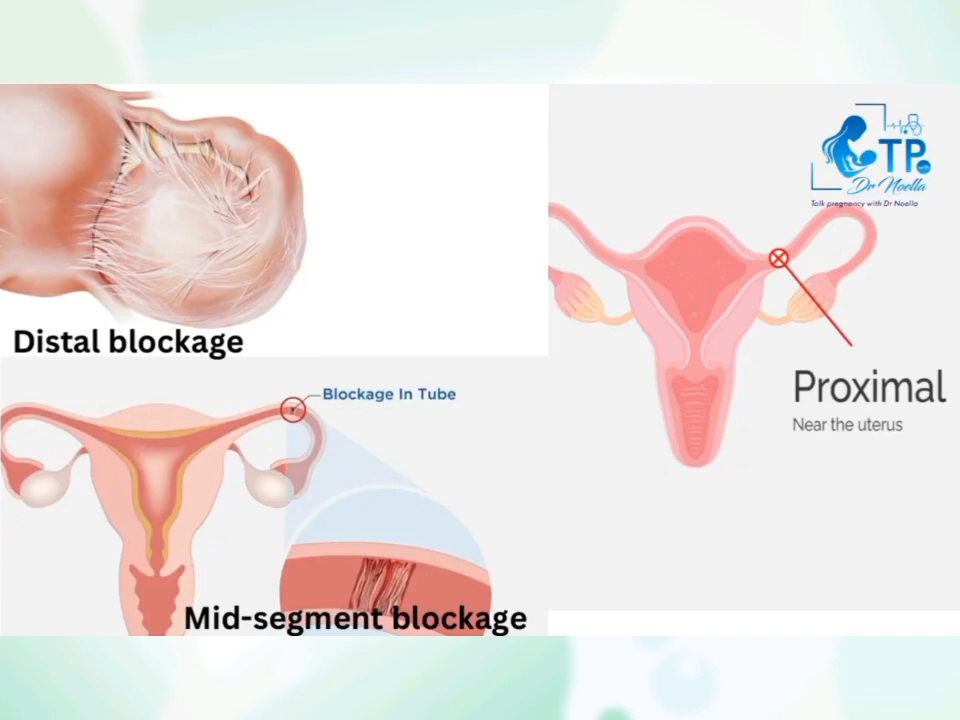 Distal blockage
Blockage In Tube
Mid-segment blockage
TP
Dr Noella
Talk pregnancy with Dr Noella
Proximal
Near the uterus